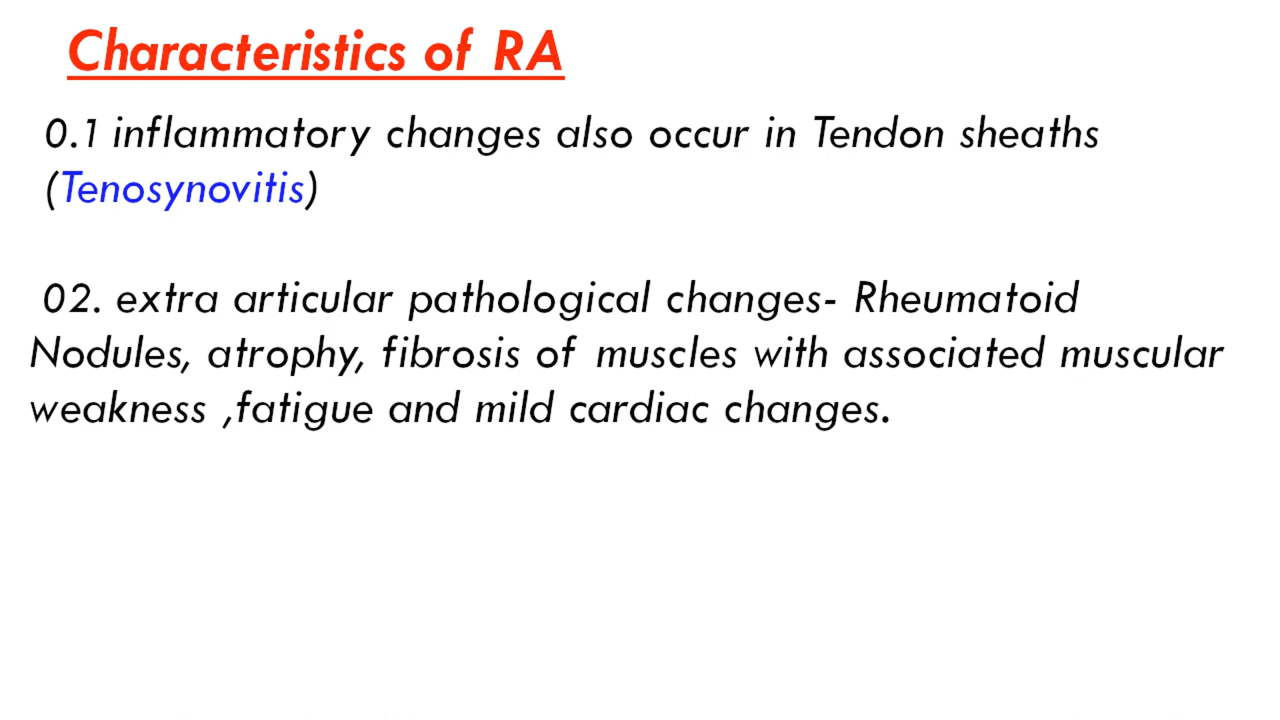 Characteristics of RA
0.1 inflammatory changes also occur in Tendon sheaths
(Tenosynovitis)
02. extra articular pathological changes- Rheumatoid
Nodules, atrophy, fibrosis of muscles with associated muscular
weakness ,fatigue and mild cardiac changes.